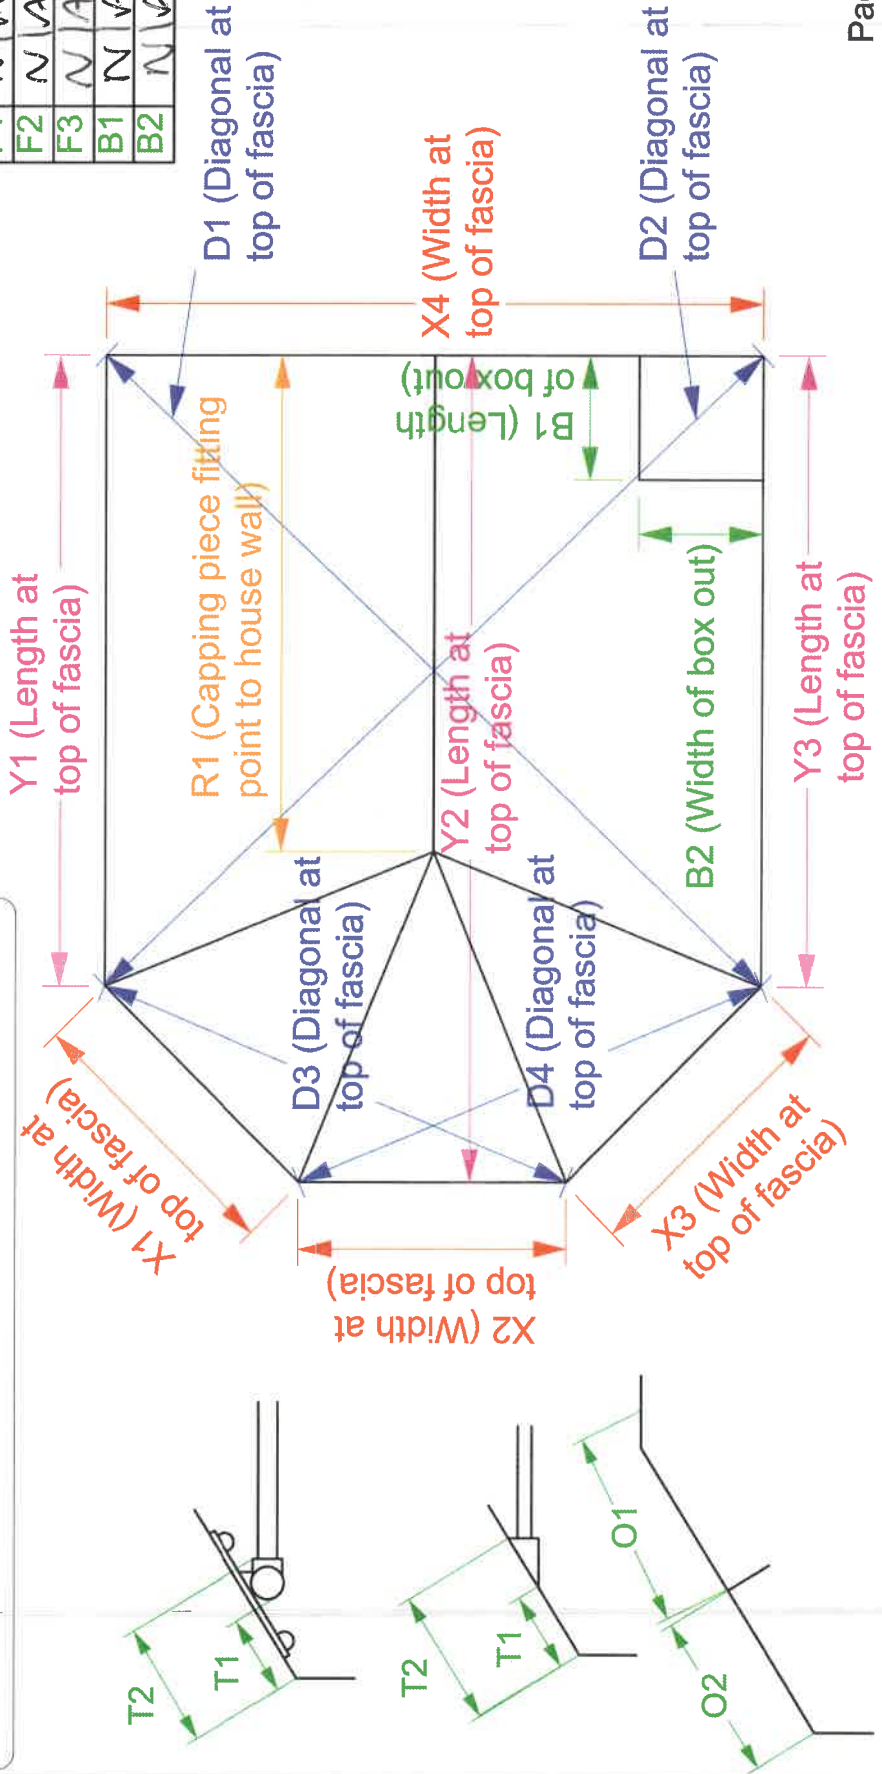 F2 N/A
F3 N/A
B1 N/A
B2 N/A
D1 (Diagonal at
top of fascia)
X4 (Width at
top of fascia)
D2 (Diagonal at
top of fascia)
Y1 (Length at
top of fascia)
R1 (Capping piece fitting
point to house wall)
B1 (Length
of box out)
Y2 (Length at
top of fascia)
B2 (Width of box out)
Y3 (Length at
top of fascia)
D3 (Diagonal at
top of fascia)
D4 (Diagonal at
top of fascia)
X1 (Width at
top of fascia)
X2 (Width at
top of fascia)
X3 (Width at
top of fascia)
T2
T1
T2
T1
O1
O2